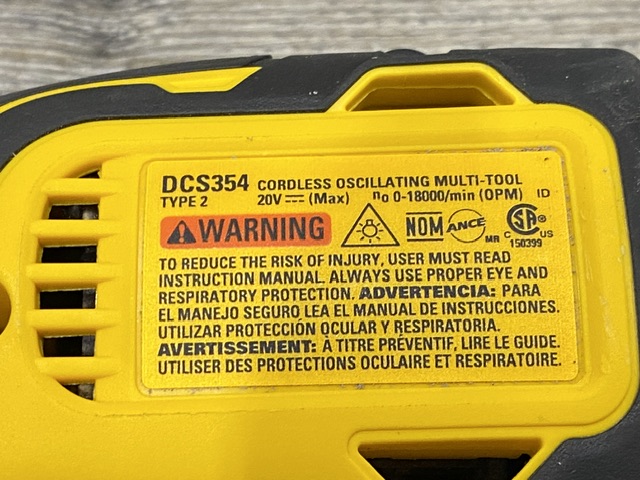 DCS354 CORDLESS OSCILLATING MULTI-TOOL
TYPE 2 20V ⎓ (Max) no 0-18000/min (OPM) ID
WARNING NOM ANCE MR C SA US
150399
TO REDUCE THE RISK OF INJURY, USER MUST READ
INSTRUCTION MANUAL. ALWAYS USE PROPER EYE AND
RESPIRATORY PROTECTION. ADVERTENCIA: PARA
EL MANEJO SEGURO LEA EL MANUAL DE INSTRUCCIONES.
UTILIZAR PROTECCIÓN OCULAR Y RESPIRATORIA.
AVERTISSEMENT: À TITRE PRÉVENTIF, LIRE LE GUIDE.
UTILISER DES PROTECTIONS OCULAIRE ET RESPIRATOIRE.